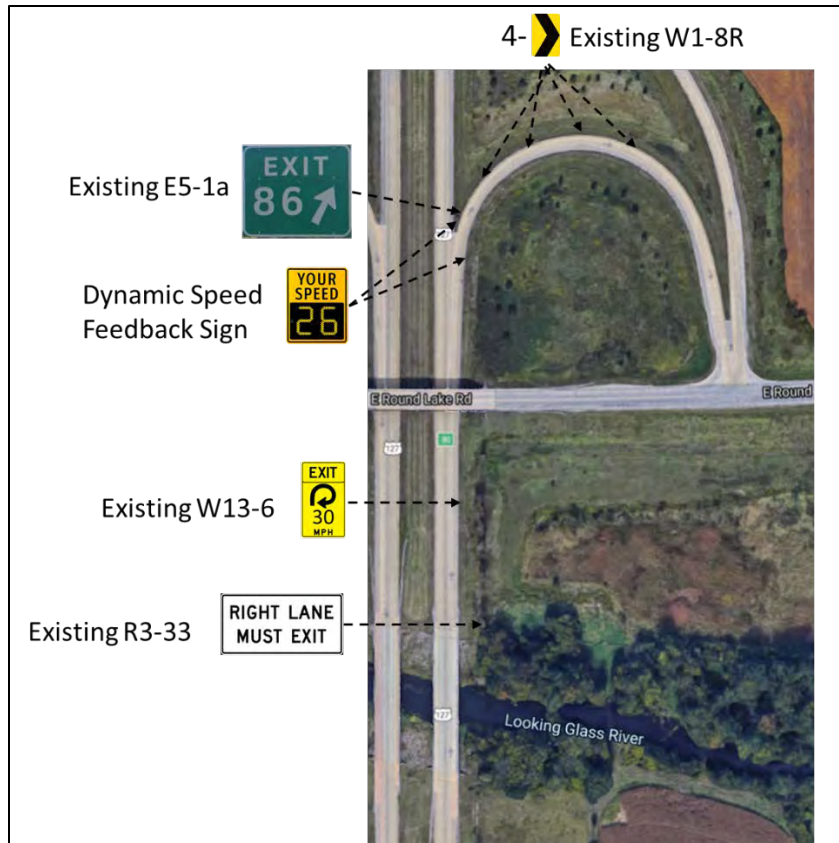 4- Existing W1-8R
Existing E5-1a
EXIT
86
Dynamic Speed
Feedback Sign
YOUR
SPEED
26
127
E Round Lake Rd
E Round
127
Existing W13-6
EXIT
30
MPH
Existing R3-33
RIGHT LANE
MUST EXIT
127
Looking Glass River